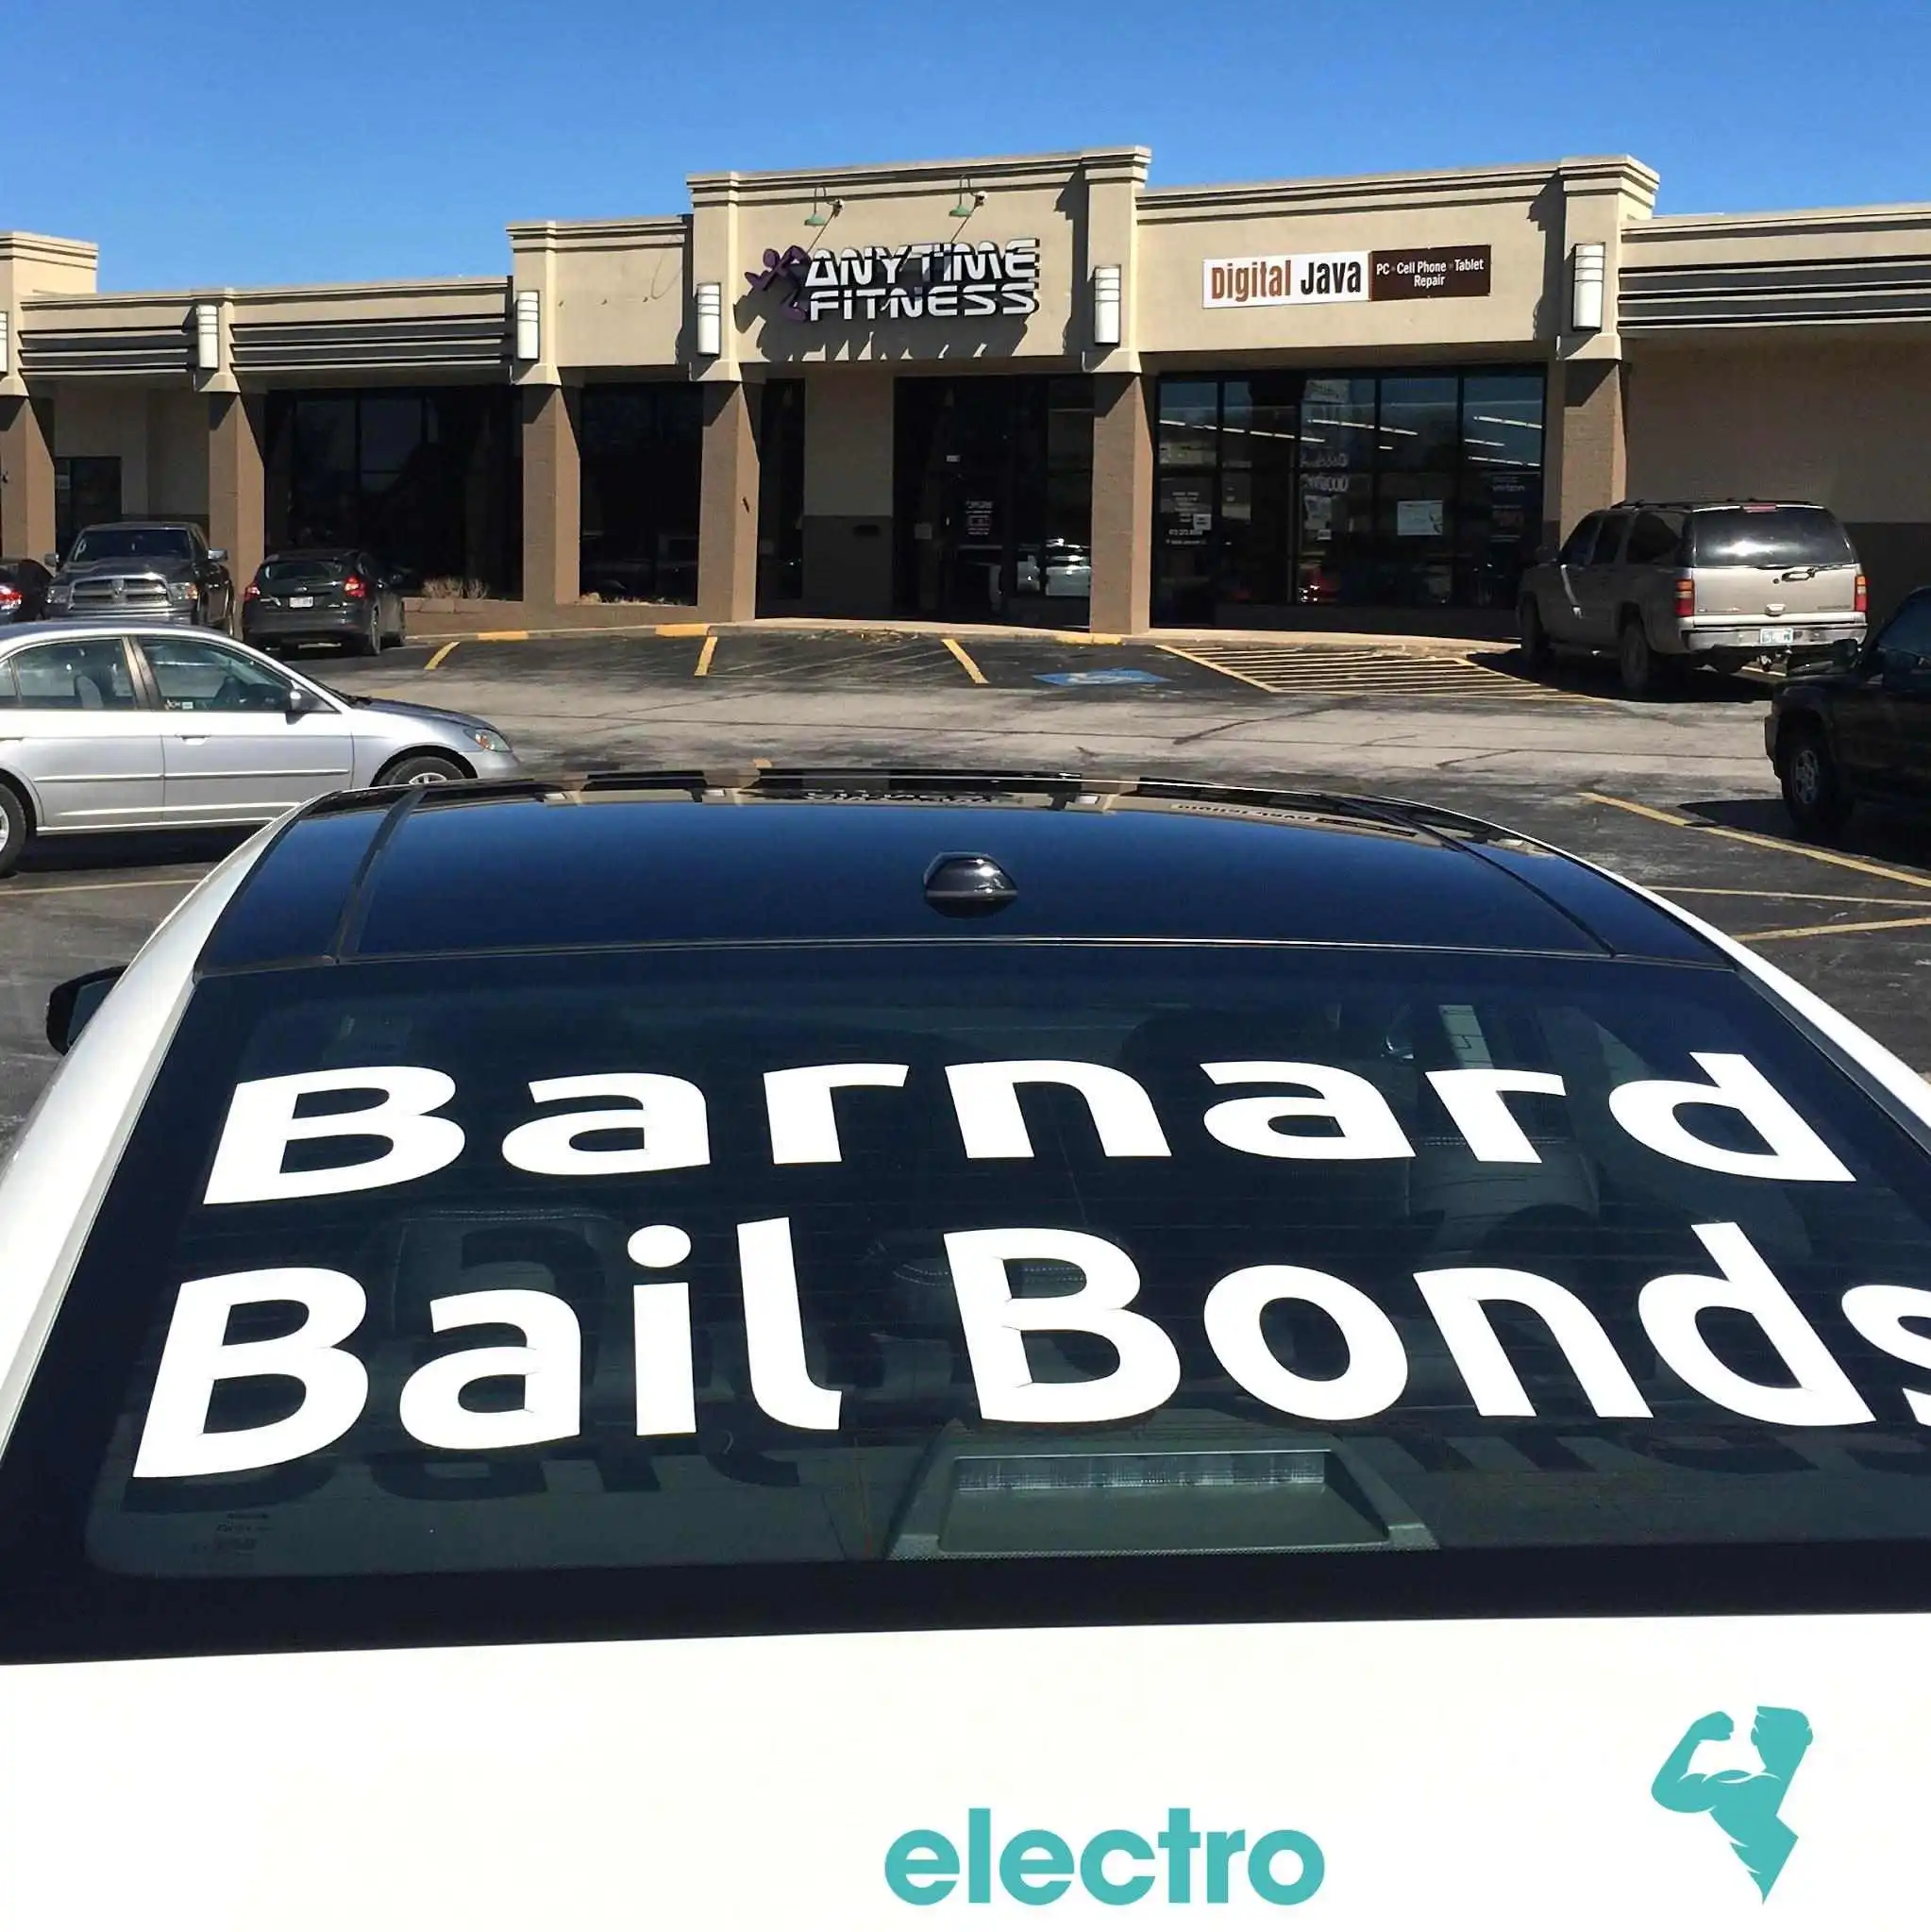 ANYTIME
FITNESS
Digital Java
PC · Cell Phone · Tablet
Repair
Barnard
Bail Bonds
electro